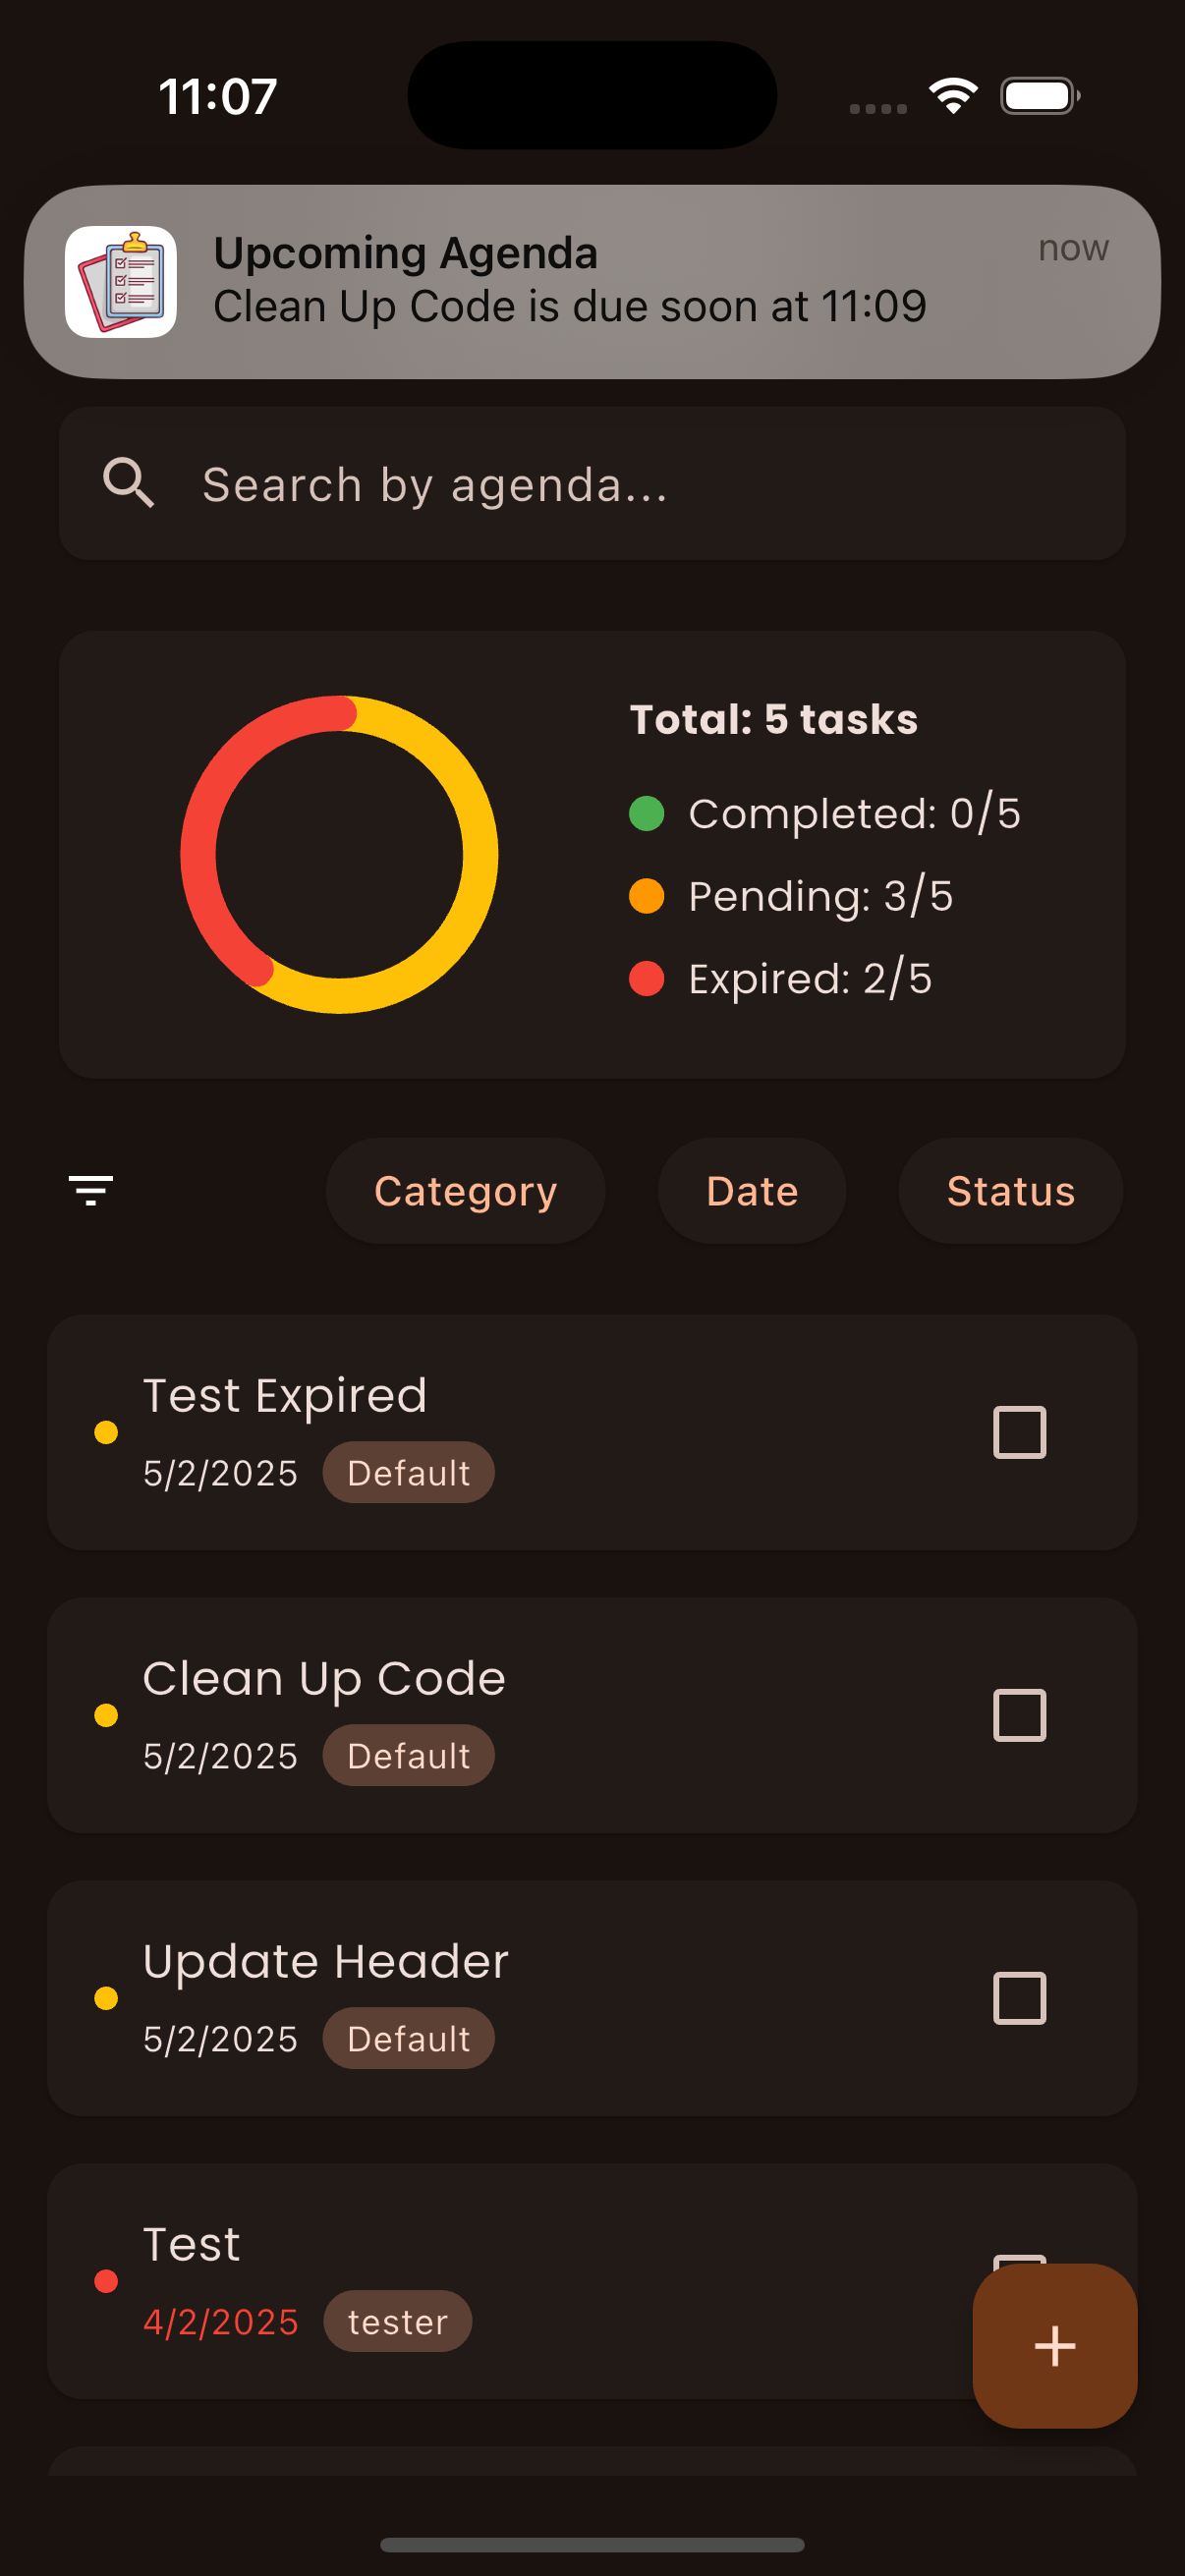 11:07
Upcoming Agenda
now
Clean Up Code is due soon at 11:09
Search by agenda...
Total: 5 tasks
Completed: 0/5
Pending: 3/5
Expired: 2/5
Category
Date
Status
Test Expired
5/2/2025
Default
Clean Up Code
5/2/2025
Default
Update Header
5/2/2025
Default
Test
4/2/2025
tester
+